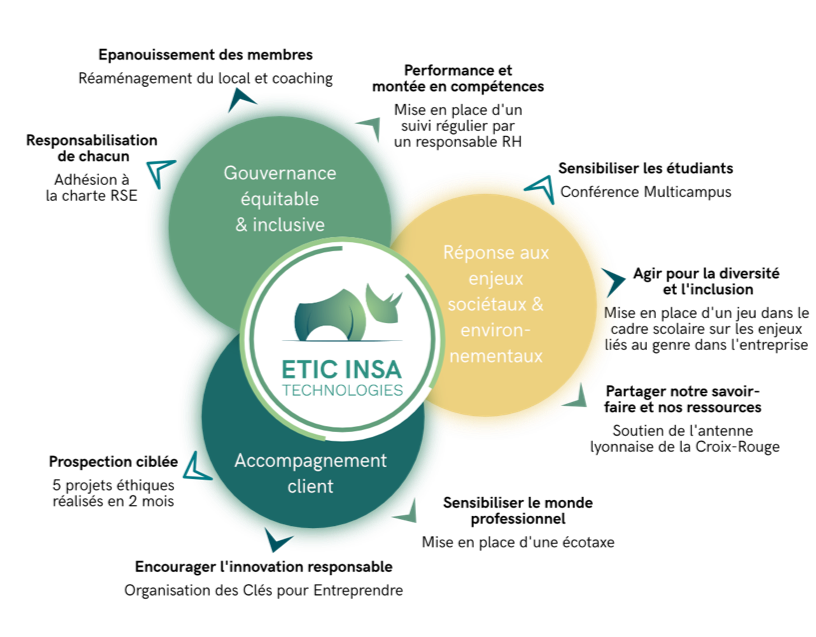 Epanouissement des membres
Réaménagement du local et coaching
Performance et
montée en compétences
Mise en place d'un
suivi régulier par
un responsable RH
Responsabilisation
de chacun
Adhésion à
la charte RSE
Gouvernance
équitable
& inclusive
Sensibiliser les étudiants
Conférence Multicampus
Réponse aux
enjeux
sociétaux &
environ-
nementaux
Agir pour la diversité
et l'inclusion
Mise en place d'un jeu dans le
cadre scolaire sur les enjeux
liés au genre dans l'entreprise
ETIC INSA
TECHNOLOGIES
Partager notre savoir-
faire et nos ressources
Soutien de l'antenne
lyonnaise de la Croix-Rouge
Accompagnement
client
Prospection ciblée
5 projets éthiques
réalisés en 2 mois
Sensibiliser le monde
professionnel
Mise en place d'une écotaxe
Encourager l'innovation responsable
Organisation des Clés pour Entreprendre